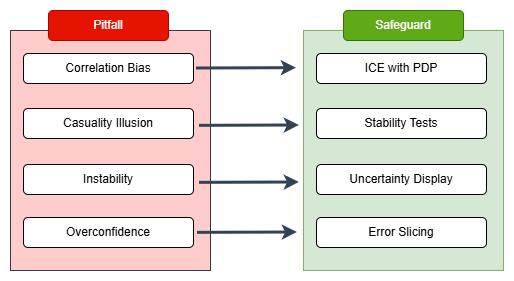 Pitfall
Safeguard
Correlation Bias
ICE with PDP
Casuality Illusion
Stability Tests
Instability
Uncertainty Display
Overconfidence
Error Slicing